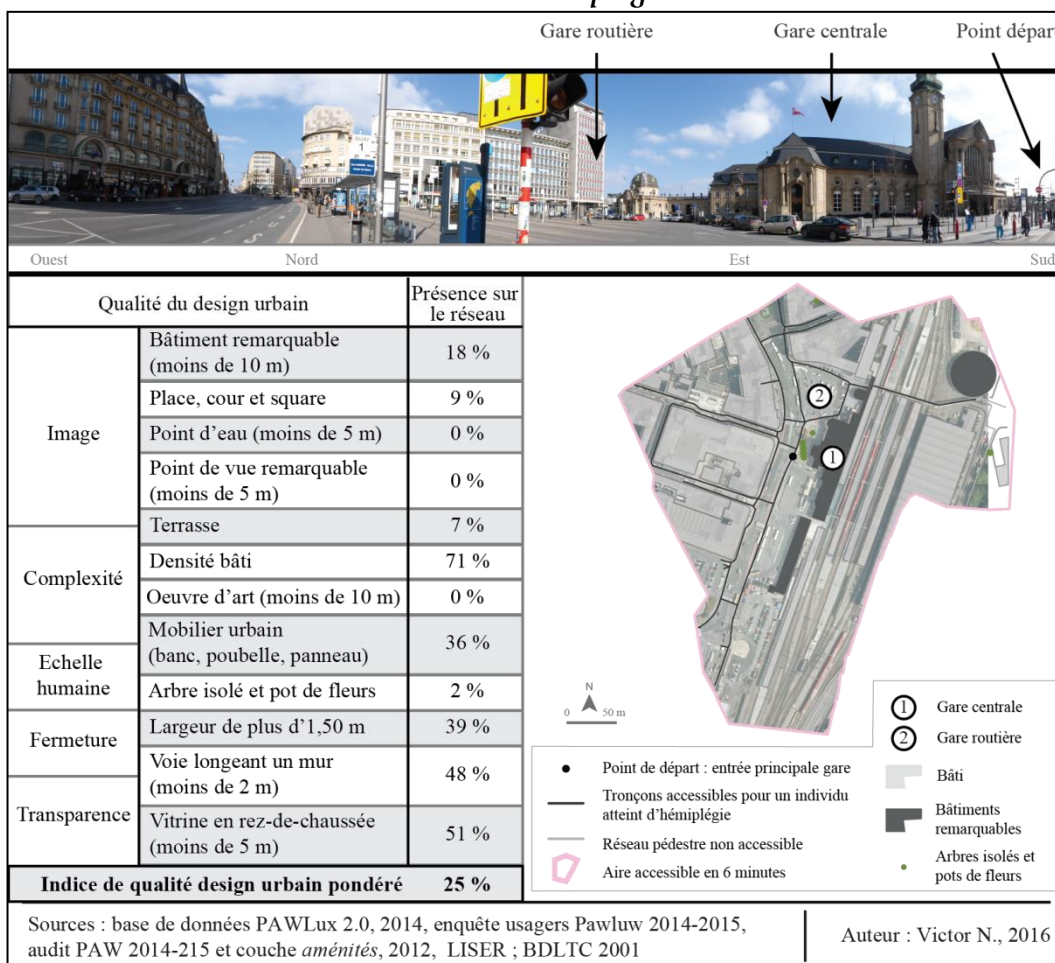 Gare routière Gare centrale Point départ
Ouest Nord Est Sud
Qualité du design urbain
Présence sur
le réseau
Image
Bâtiment remarquable
(moins de 10 m)
18 %
Place, cour et square
9 %
Point d'eau (moins de 5 m)
0 %
Point de vue remarquable
(moins de 5 m)
0 %
Complexité
Terrasse
7 %
Densité bâti
71 %
Oeuvre d'art (moins de 10 m)
0 %
Mobilier urbain
(banc, poubelle, panneau)
36 %
Echelle
humaine
Arbre isolé et pot de fleurs
2 %
Fermeture
Largeur de plus d'1,50 m
39 %
Voie longeant un mur
(moins de 2 m)
48 %
Transparence
Vitrine en rez-de-chaussée
(moins de 5 m)
51 %
Indice de qualité design urbain pondéré 25 %
2
1
N
0 50 m
Point de départ : entrée principale gare
Tronçons accessibles pour un individu
atteint d'hémiplégie
Réseau pédestre non accessible
Aire accessible en 6 minutes
1 Gare centrale
2 Gare routière
Bâti
Bâtiments
remarquables
Arbres isolés et
pots de fleurs
Sources : base de données PAWLux 2.0, 2014, enquête usagers Pawluw 2014-2015,
audit PAW 2014-215 et couche aménités, 2012, LISER ; BDLTC 2001
Auteur : Victor N., 2016